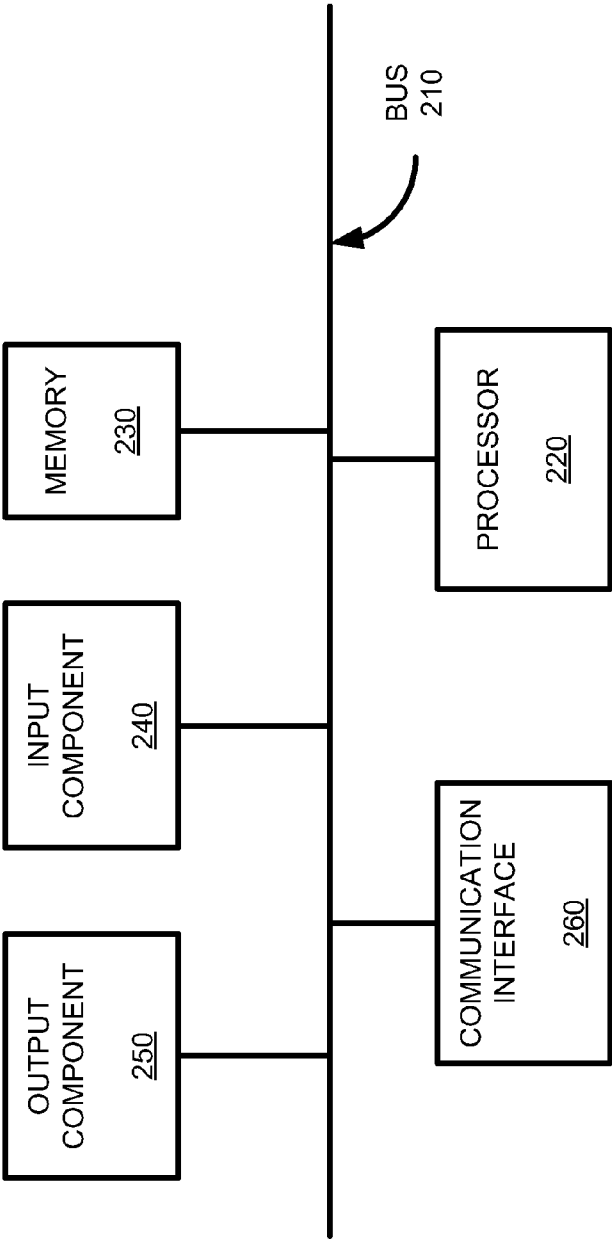 OUTPUT
COMPONENT
250
INPUT
COMPONENT
240
MEMORY
230
BUS
210
COMMUNICATION
INTERFACE
260
PROCESSOR
220